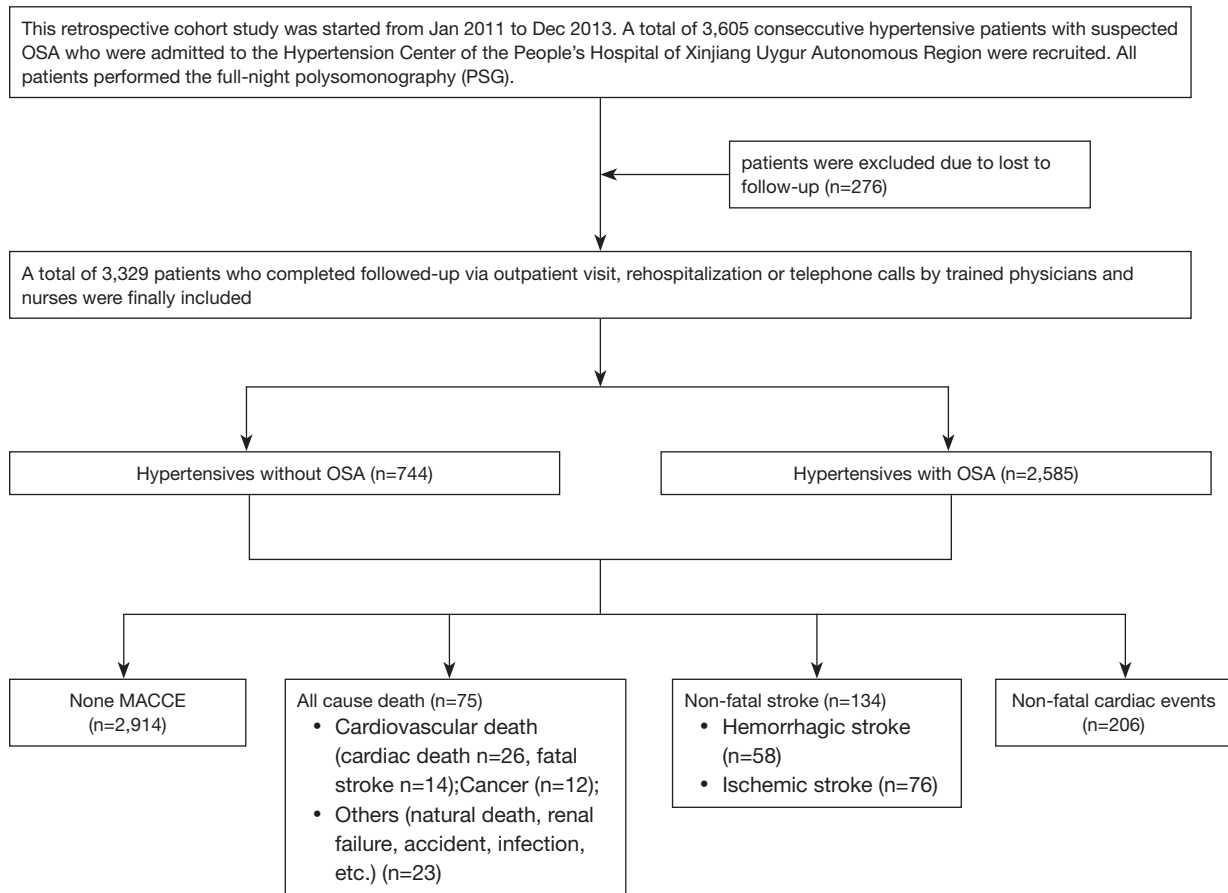 This retrospective cohort study was started from Jan 2011 to Dec 2013. A total of 3,605 conseccutive hypertensive patients with suspected
OSA who were admitted to the Hypertension Center of the People's Hospital of Xinjiang Uygur Autonomous Region were recruited. All
patients performed the full-night polysomonography (PSG).
patients were excluded due to lost to
follow-up (n=276)
A total of 3,329 patients who completed followed-up via outpatient visit, rehospitalization or telephone calls by trained physicians and
nurses were finally included
Hypertensives without OSA (n=744)
Hypertensives with OSA (n=2,585)
None MACCE
(n=2,914)
All cause death (n=75)
• Cardiovascular death
(cardiac death n=26, fatal
stroke n=14);Cancer (n=12);
• Others (natural death, renal
failure, accident, infection,
etc.) (n=23)
Non-fatal stroke (n=134)
• Hemorrhagic stroke
(n=58)
• Ischemic stroke (n=76)
Non-fatal cardiac events
(n=206)